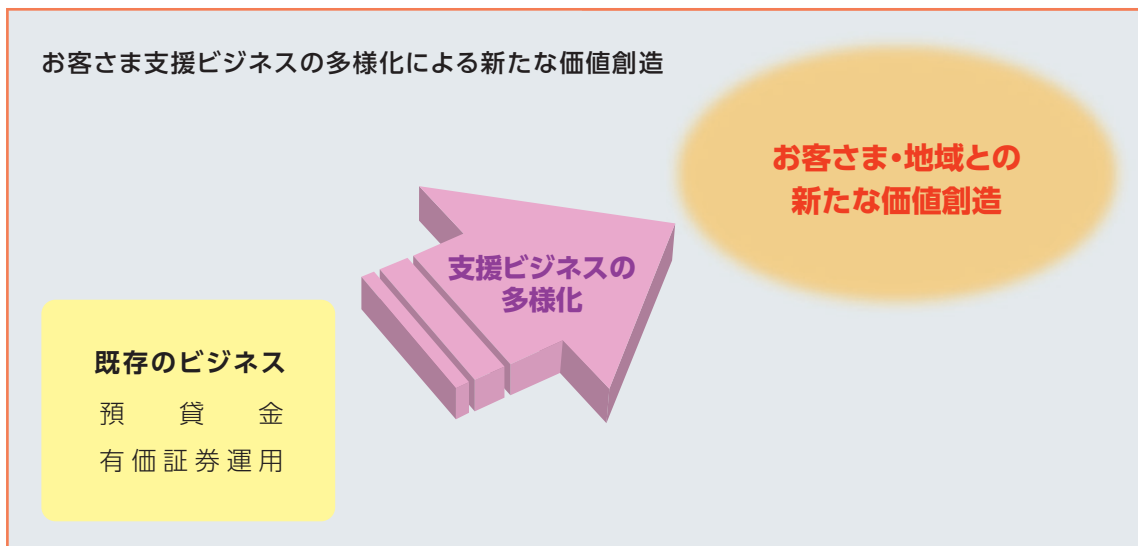 お客さま支援ビジネスの多様化による新たな価値創造
お客さま・地域との
新たな価値創造
支援ビジネスの
多様化
既存のビジネス
預貸金
有価証券運用